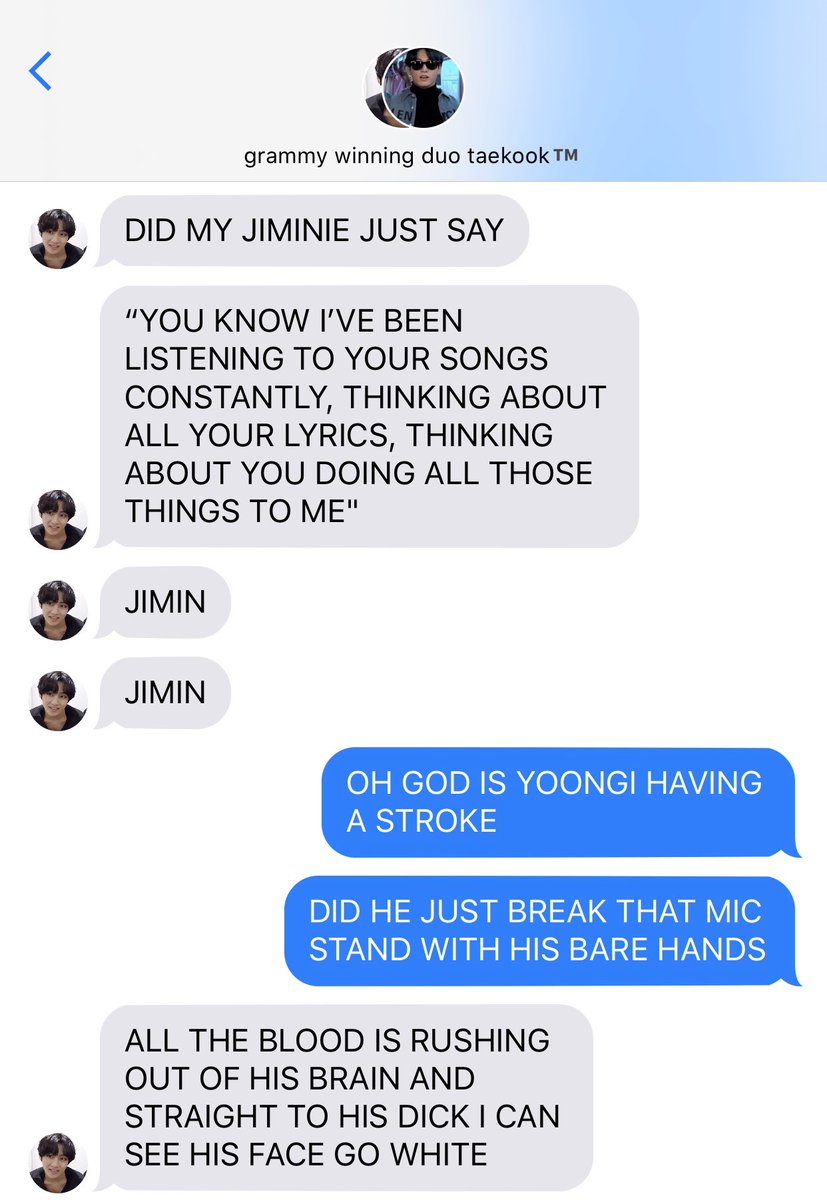 grammy winning duo taekook™
DID MY JIMINIE JUST SAY
“YOU KNOW I’VE BEEN
LISTENING TO YOUR SONGS
CONSTANTLY, THINKING ABOUT
ALL YOUR LYRICS, THINKING
ABOUT YOU DOING ALL THOSE
THINGS TO ME"
JIMIN
JIMIN
OH GOD IS YOONGI HAVING
A STROKE
DID HE JUST BREAK THAT MIC
STAND WITH HIS BARE HANDS
ALL THE BLOOD IS RUSHING
OUT OF HIS BRAIN AND
STRAIGHT TO HIS DICK I CAN
SEE HIS FACE GO WHITE